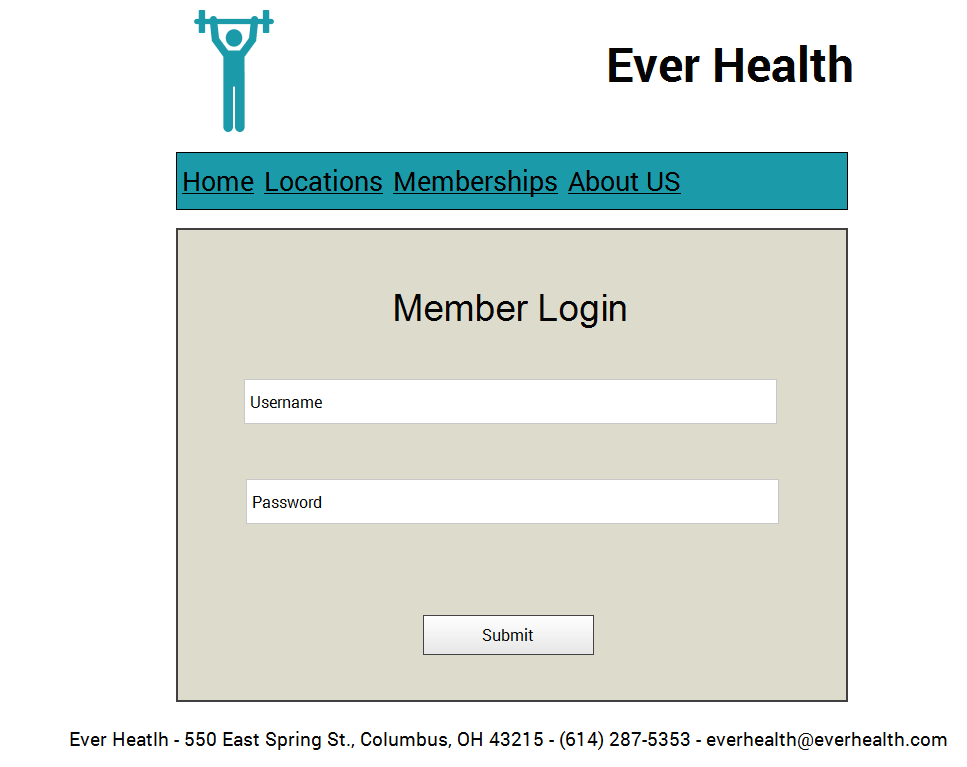 Ever Health
Home Locations Memberships About US
Member Login
Username
Password
Submit
Ever Heatlh - 550 East Spring St., Columbus, OH 43215 - (614) 287-5353 - everhealth@everhealth.com